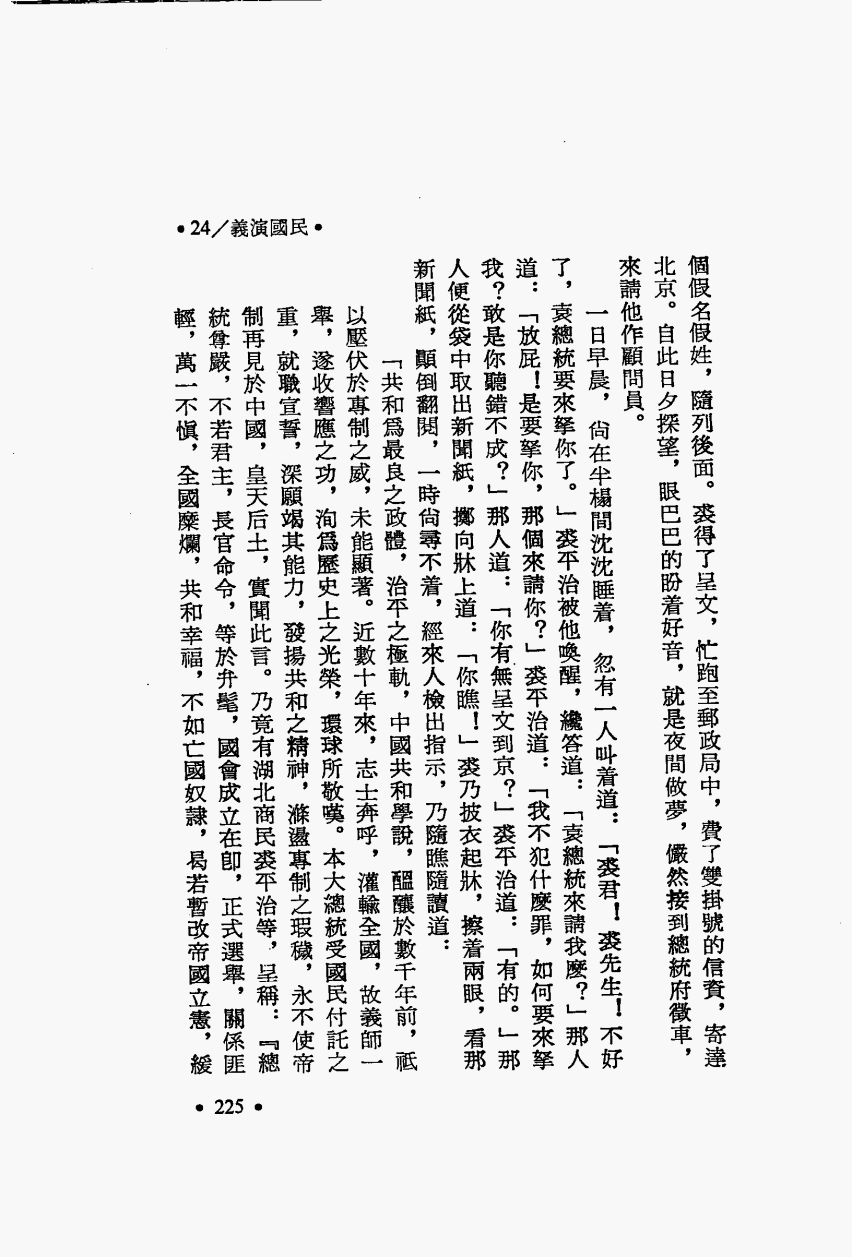 •24／義演國民•
個假名假姓，隨列後面。裘得了呈文，忙跑至郵政局中，費了雙掛號的信資，寄達
北京。自此日夕探望，眼巴巴的盼着好音，就是夜間做夢，儼然接到總統府徵車，
來請他作顧問員。
一日早晨，尙在半榻間沈沈睡着，忽有一人叫着道：「裘君！裘先生！不好
了，袁總統要來拏你了。」裘平治被他喚醒，纔答道：「袁總統來請我麼？」那人
道：「放屁！是要拏你，那個來請你？」裘平治道：「我不犯什麼罪，如何要來拏
我？敢是你聽錯不成？」那人道：「你有無呈文到京？」裘平治道：「有的。」那
人便從袋中取出新聞紙，擲向牀上道：「你瞧！」裘乃披衣起牀，擦着兩眼，看那
新聞紙，顚倒翻閱，一時尙尋不着，經來人檢出指示，乃隨瞧隨讀道：
「共和爲最良之政體，治平之極軌，中國共和學說，醞釀於數千年前，祗
以壓伏於專制之威，未能顯著。近數十年來，志士奔呼，灌輸全國，故義師一
舉，遂收響應之功，洵爲歷史上之光榮，環球所敬嘆。本大總統受國民付託之
重，就職宣誓，深願竭其能力，發揚共和之精神，滌盪專制之瑕穢，永不使帝
制再見於中國，皇天后土，實聞此言。乃竟有湖北商民裘平治等，呈稱：『總
統尊嚴，不若君主，長官命令，等於弁髦，國會成立在卽，正式選舉，關係匪
輕，萬一不愼，全國糜爛，共和幸福，不如亡國奴隸，曷若暫改帝國立憲，緩
•225•